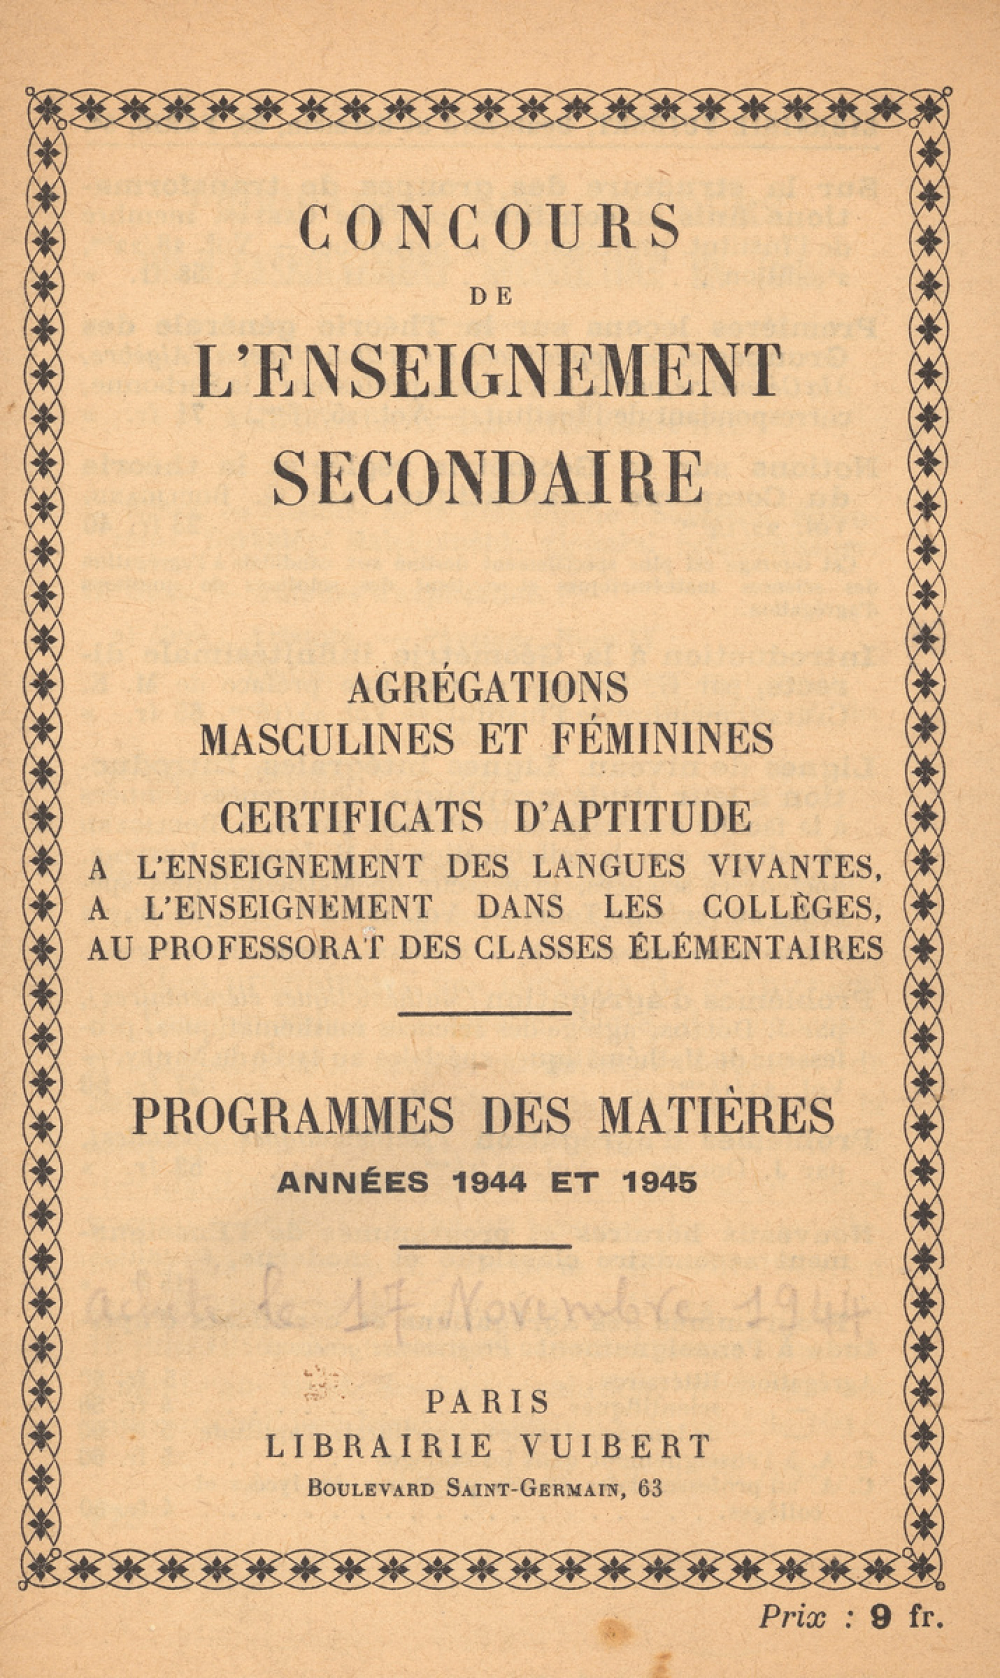 CONCOURS
DE
L'ENSEIGNEMENT
SECONDAIRE
AGRÉGATIONS
MASCULINES ET FÉMININES
CERTIFICATS D'APTITUDE
A L'ENSEIGNEMENT DES LANGUES VIVANTES,
A L'ENSEIGNEMENT DANS LES COLLÈGES,
AU PROFESSORAT DES CLASSES ÉLÉMENTAIRES
PROGRAMMES DES MATIÈRES
ANNÉES 1944 ET 1945
acheté le 17 Novembre 1944
PARIS
LIBRAIRIE VUIBERT
BOULEVARD SAINT-GERMAIN, 63
Prix : 9 fr.